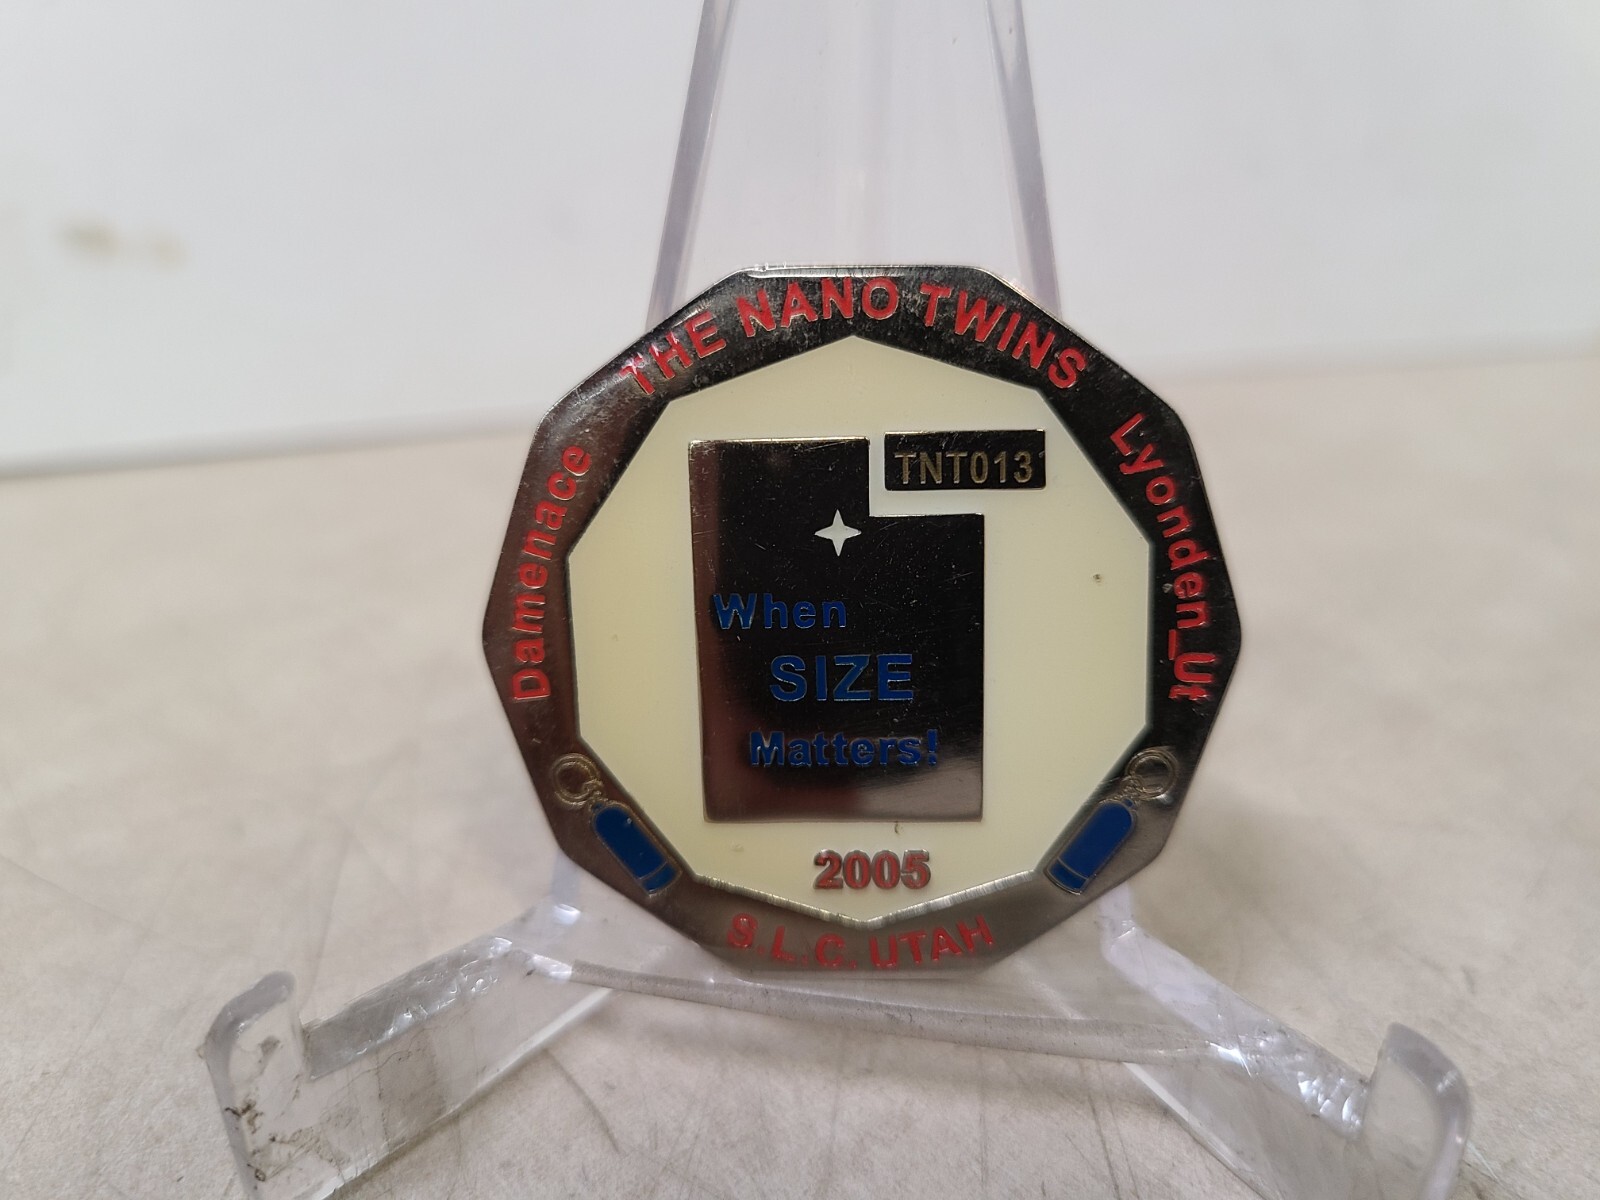 THE NANO TWINS
Damenace
Lyonden_Ut
TNT013
When
SIZE
Matters!
2005
S.L.C. UTAH